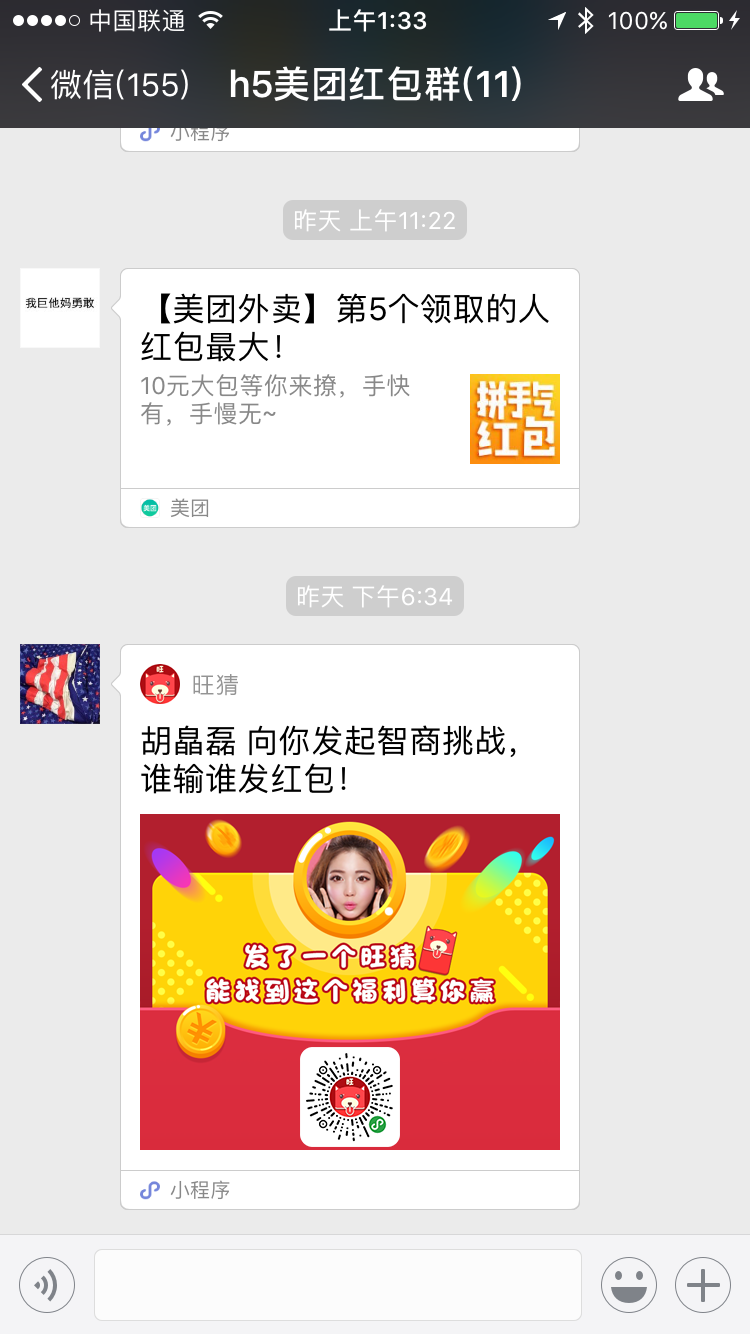 中国联通
上午1:33
100%
微信(155)
h5美团红包群(11)
小程序
昨天 上午11:22
我巨他妈勇敢
【美团外卖】第5个领取的人
红包最大！
10元大包等你来撩，手快
有，手慢无~
拼手气
红包
美团
美团
昨天 下午6:34
旺
旺猜
胡皛磊 向你发起智商挑战，
谁输谁发红包！
发了一个旺猜
能找到这个福利算你赢
旺
小程序